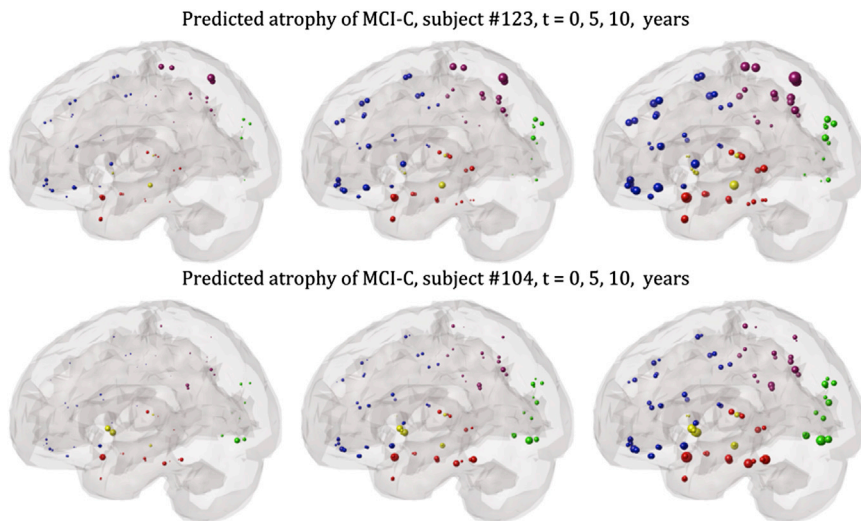 Predicted atrophy of MCI-C, subject #123, t = 0, 5, 10, years
Predicted atrophy of MCI-C, subject #104, t = 0, 5, 10, years